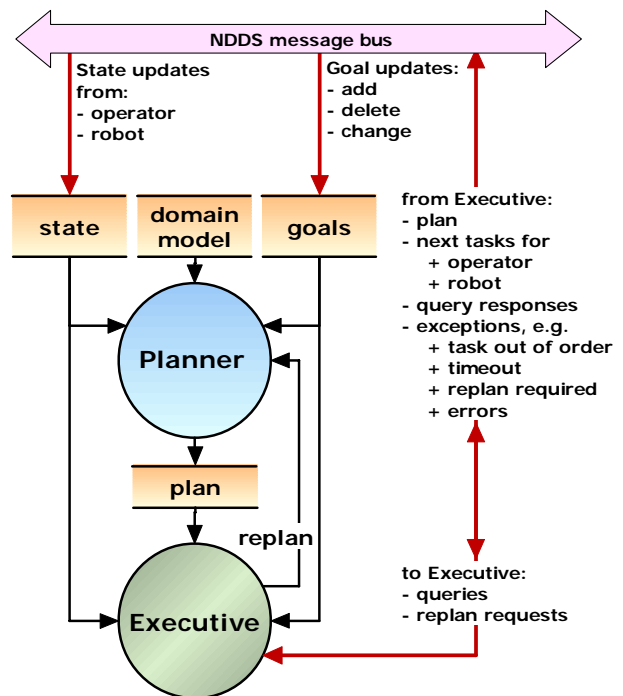 NDDS message bus
State updates
from:
- operator
- robot
Goal updates:
- add
- delete
- change
state
domain
model
goals
from Executive:
- plan
- next tasks for
+ operator
+ robot
- query responses
- exceptions, e.g.
+ task out of order
+ timeout
+ replan required
+ errors
Planner
plan
replan
Executive
to Executive:
- queries
- replan requests